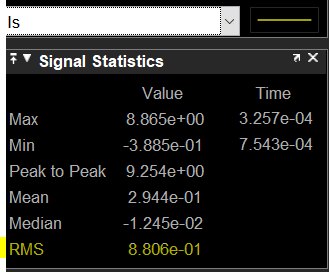 Is
Signal Statistics
Value Time
Max 8.865e+00 3.257e-04
Min -3.885e-01 7.543e-04
Peak to Peak 9.254e+00
Mean 2.944e-01
Median -1.245e-02
RMS 8.806e-01